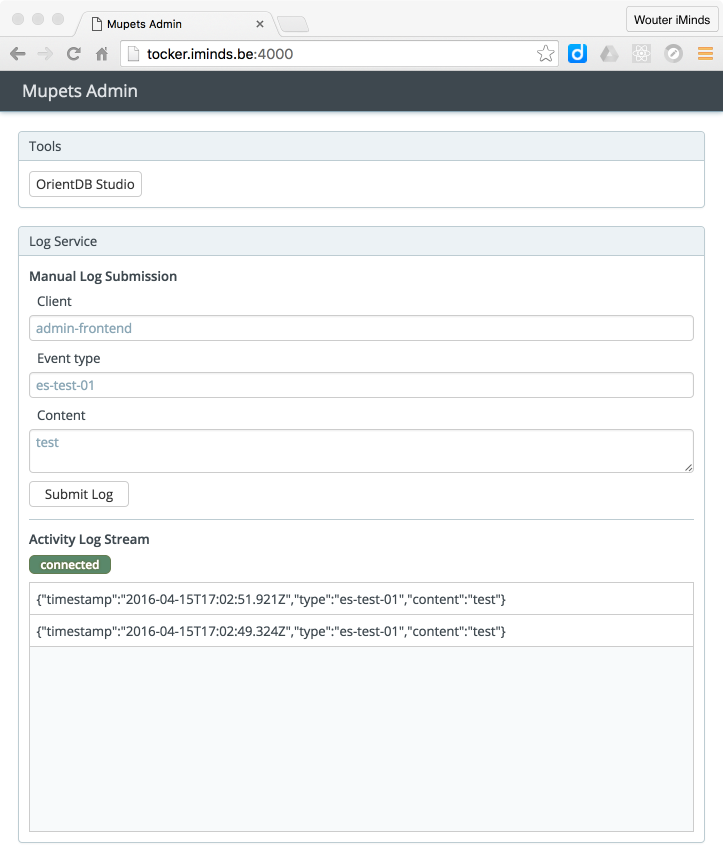 Mupets Admin
Wouter iMinds
tocker.iminds.be:4000
Mupets Admin
Tools
OrientDB Studio
Log Service
Manual Log Submission
Client
admin-frontend
Event type
es-test-01
Content
test
Submit Log
Activity Log Stream
connected
{"timestamp":"2016-04-15T17:02:51.921Z","type":"es-test-01","content":"test"}
{"timestamp":"2016-04-15T17:02:49.324Z","type":"es-test-01","content":"test"}